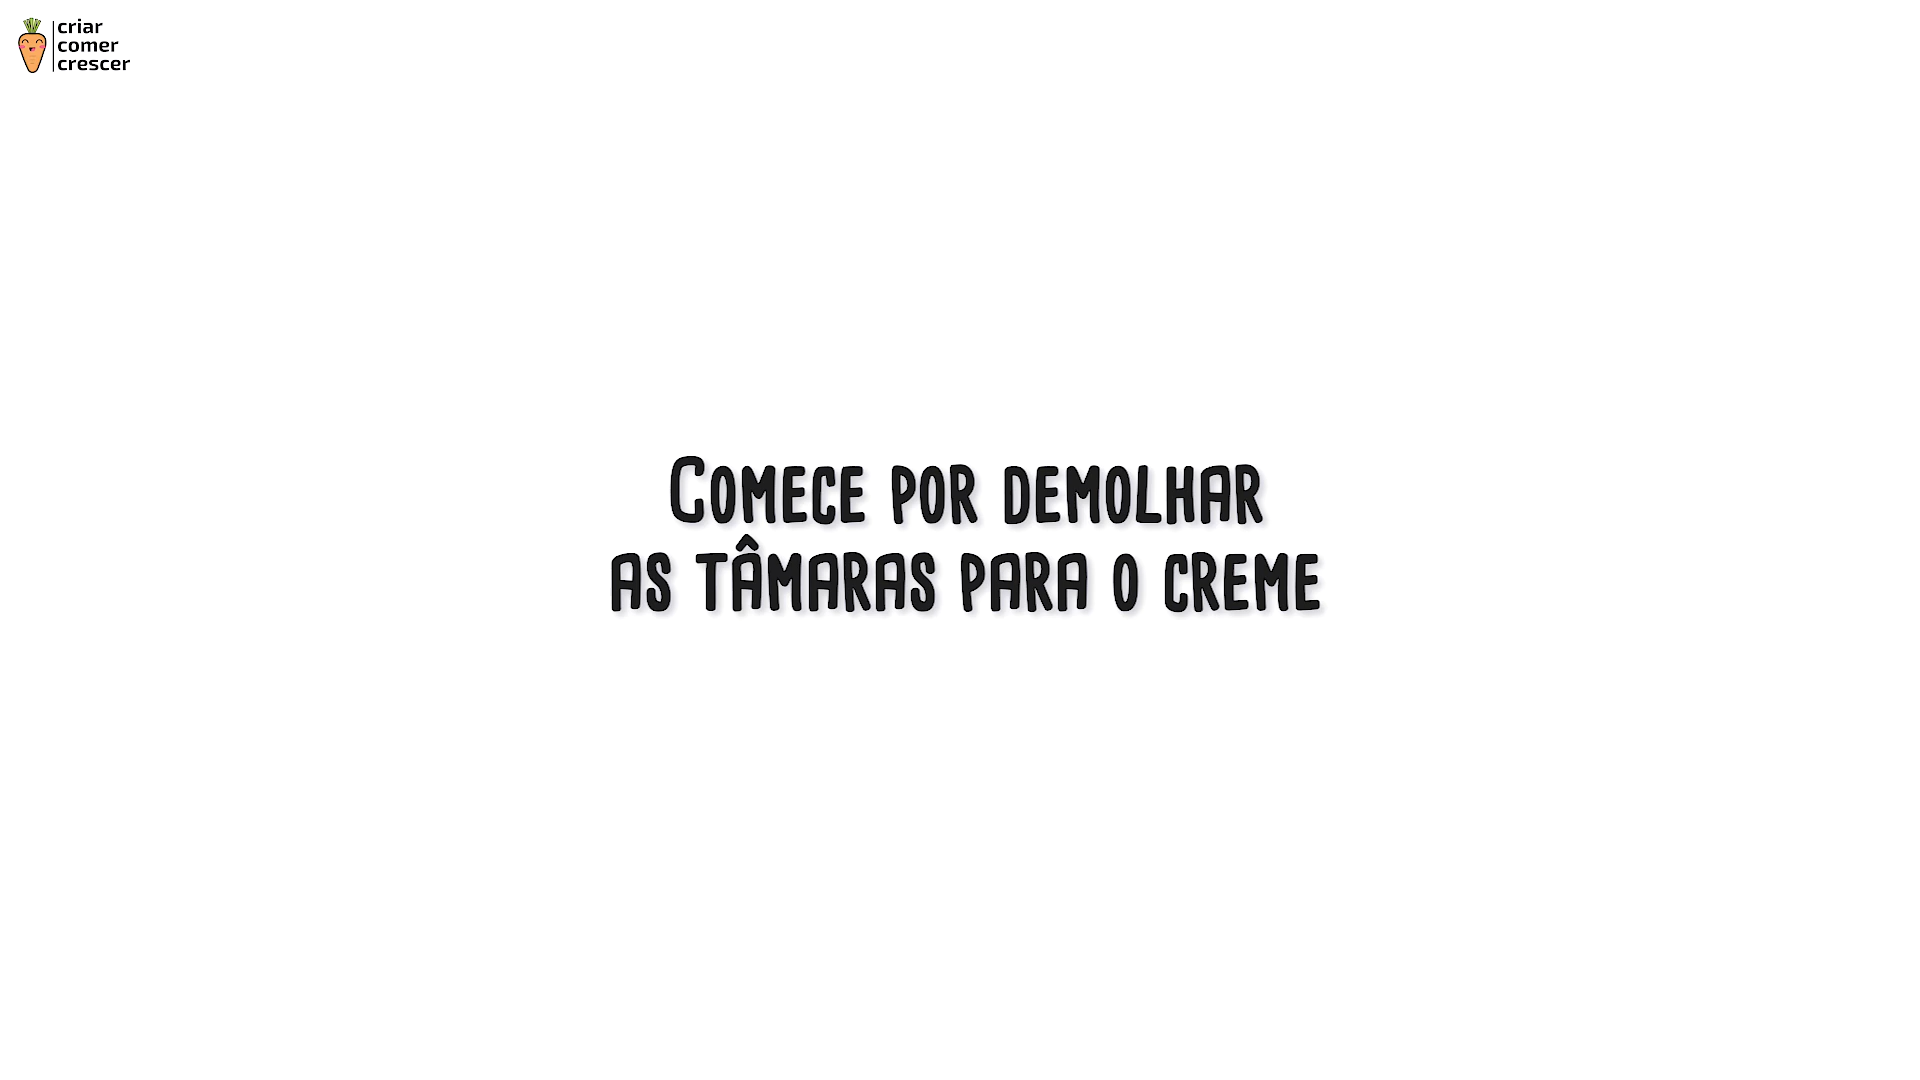 criar
comer
crescer
Comece por demolhar
as tâmaras para o creme